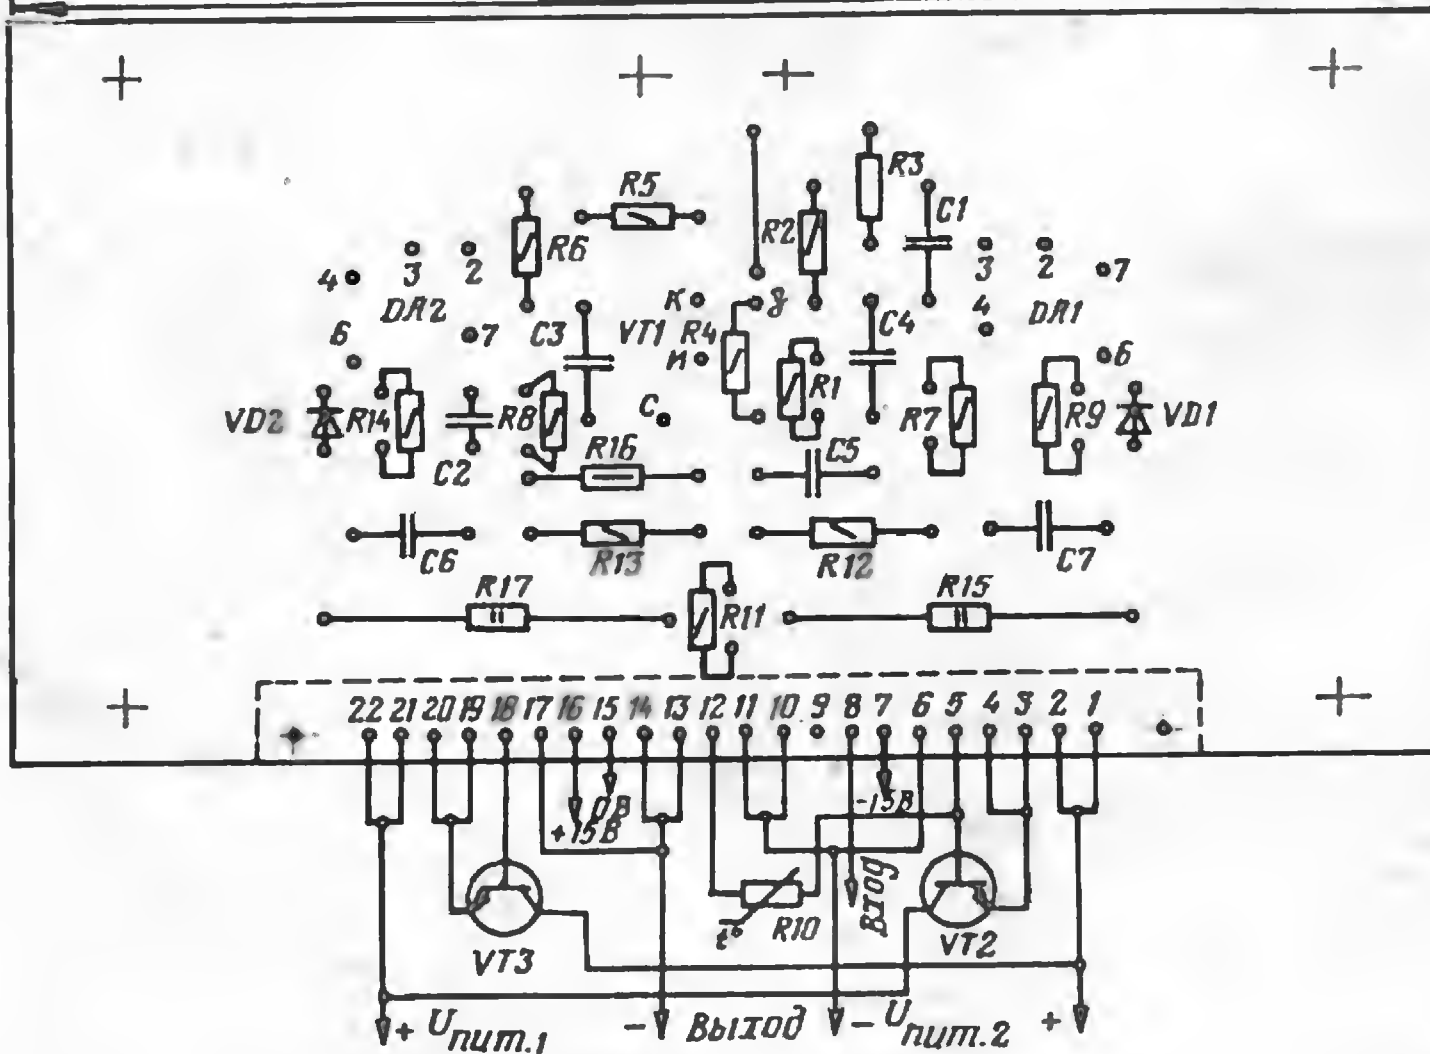 R3
R5
C1
R2
R6
3 2 7
4 3 2
DA2
К з
4 DA1
6 7 C3 VT1 R4 C4
И 6
R1
VD2 R14 R8 С R7 R9 VD1
C2 R16 C5
C6 R13 R12 C7
R17 R11 R15
22 21 20 19 18 17 16 15 14 13 12 11 10 9 8 7 6 5 4 3 2 1
0В -15В
+15В
Вход
t° R10
VT3 VT2
+ Uпит.1 - Выход - Uпит.2 +